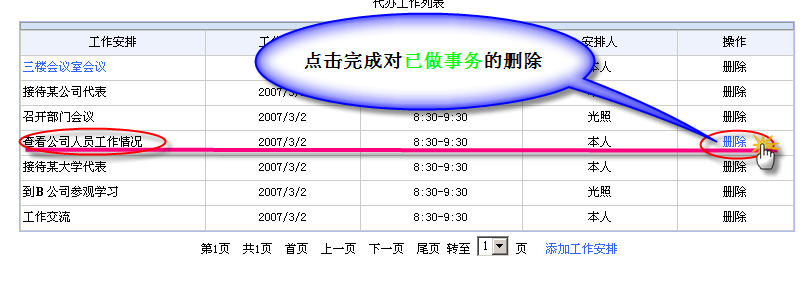 代办工作列表
工作安排 工 安排人 操作
三楼会议室会议 本人 删除
点击完成对已做事务的删除
接待某公司代表 2007/3/ 本人 删除
召开部门会议 2007/3/2 8:30-9:30 光照 删除
查看公司人员工作情况 2007/3/2 8:30-9:30 本人 删除
接待某大学代表 2007/3/2 8:30-9:30 本人 删除
到B公司参观学习 2007/3/2 8:30-9:30 光照 删除
工作交流 2007/3/2 8:30-9:30 本人 删除
第1页 共1页 首页 上一页 下一页 尾页 转至 1 页 添加工作安排